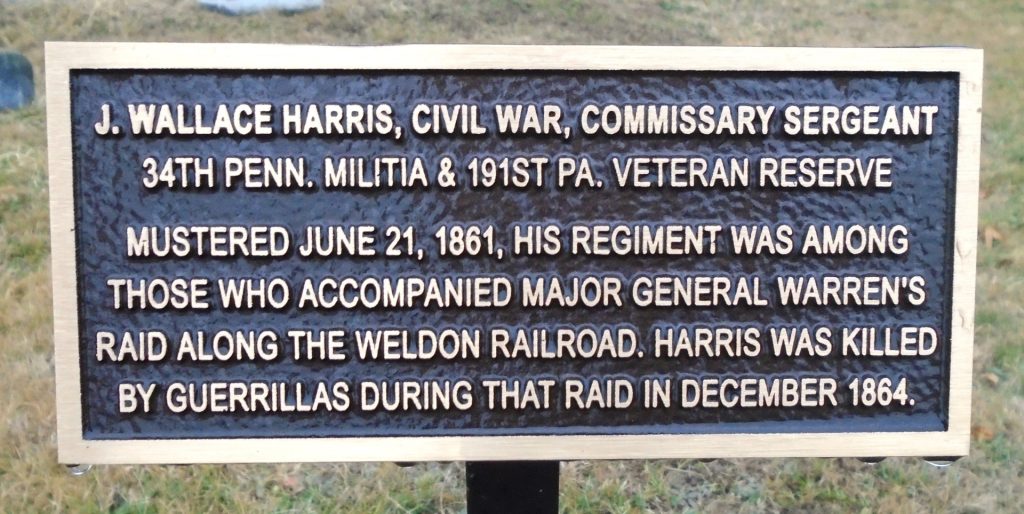 J. WALLACE HARRIS, CIVIL WAR, COMMISSARY SERGEANT
34TH PENN. MILITIA & 191ST PA. VETERAN RESERVE
MUSTERED JUNE 21, 1861, HIS REGIMENT WAS AMONG
THOSE WHO ACCOMPANIED MAJOR GENERAL WARREN'S
RAID ALONG THE WELDON RAILROAD. HARRIS WAS KILLED
BY GUERRILLAS DURING THAT RAID IN DECEMBER 1864.